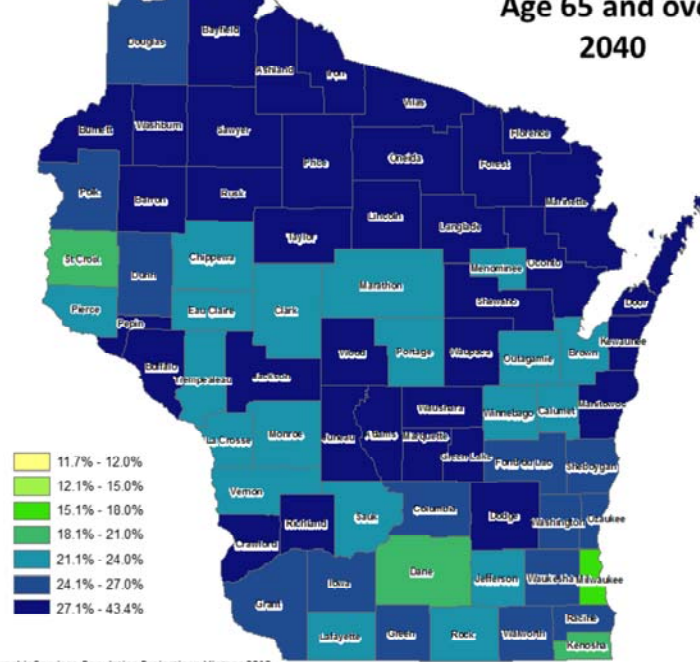 Age 65 and ove
2040
Douglas
Bayfield
Ashland
Iron
Vilas
Burnett
Washburn
Sawyer
Florence
Price
Oneida
Forest
Polk
Barron
Rusk
Marinette
Lincoln
Langlade
Taylor
St Croix
Dunn
Chippewa
Marathon
Menominee
Oconto
Pierce
Eau Claire
Clark
Shawano
Door
Pepin
Buffalo
Trempealeau
Jackson
Wood
Portage
Waupaca
Outagamie
Brown
Kewaunee
Waushara
Winnebago
Calumet
Manitowoc
La Crosse
Monroe
Juneau
Adams
Marquette
Green Lake
Fond du Lac
Sheboygan
11.7% - 12.0%
12.1% - 15.0%
15.1% - 18.0%
18.1% - 21.0%
21.1% - 24.0%
24.1% - 27.0%
27.1% - 43.4%
Vernon
Richland
Sauk
Columbia
Dodge
Washington
Ozaukee
Crawford
Grant
Iowa
Dane
Jefferson
Waukesha
Milwaukee
Lafayette
Green
Rock
Walworth
Racine
Kenosha